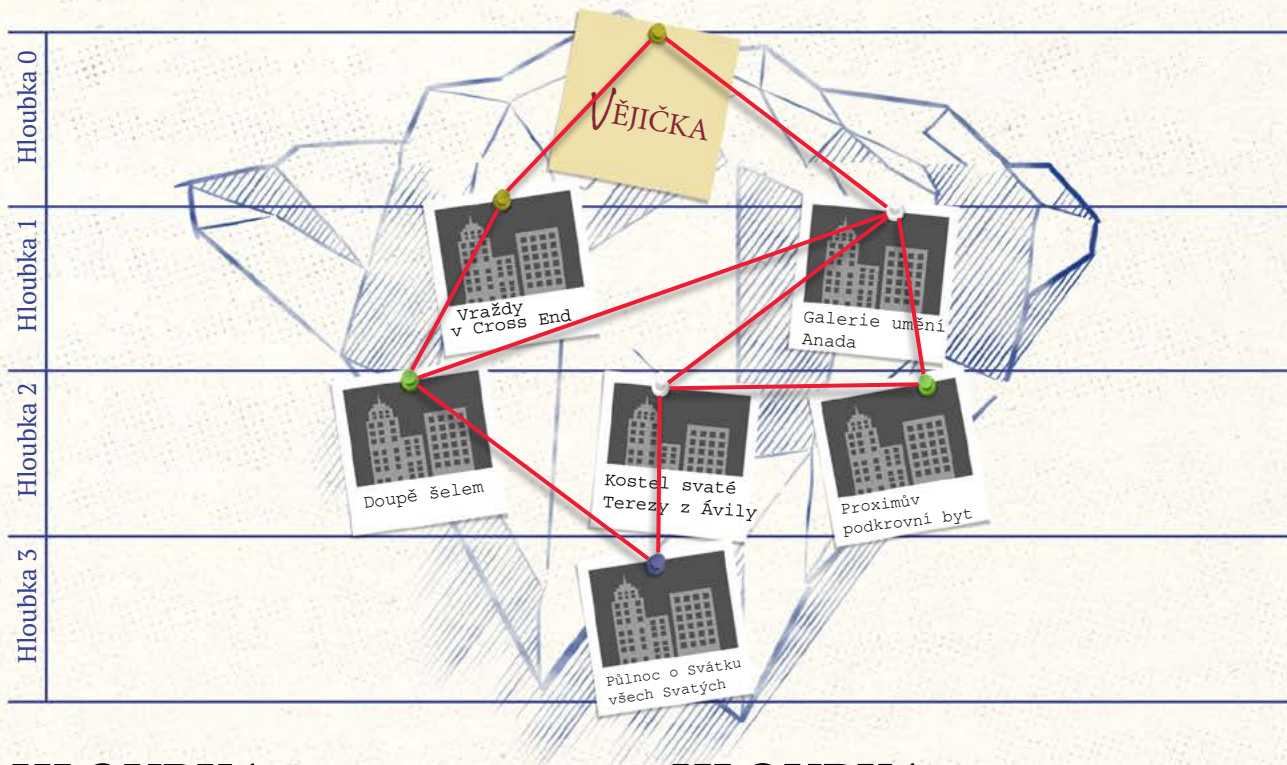 Hloubka 0
VĚJIČKA
Hloubka 1
Vraždy
v Cross End
Galerie umění
Anada
Hloubka 2
Doupě šelem
Kostel svaté
Terezy z Ávily
Proximův
podkrovní byt
Hloubka 3
Půlnoc o Svátku
všech Svatých